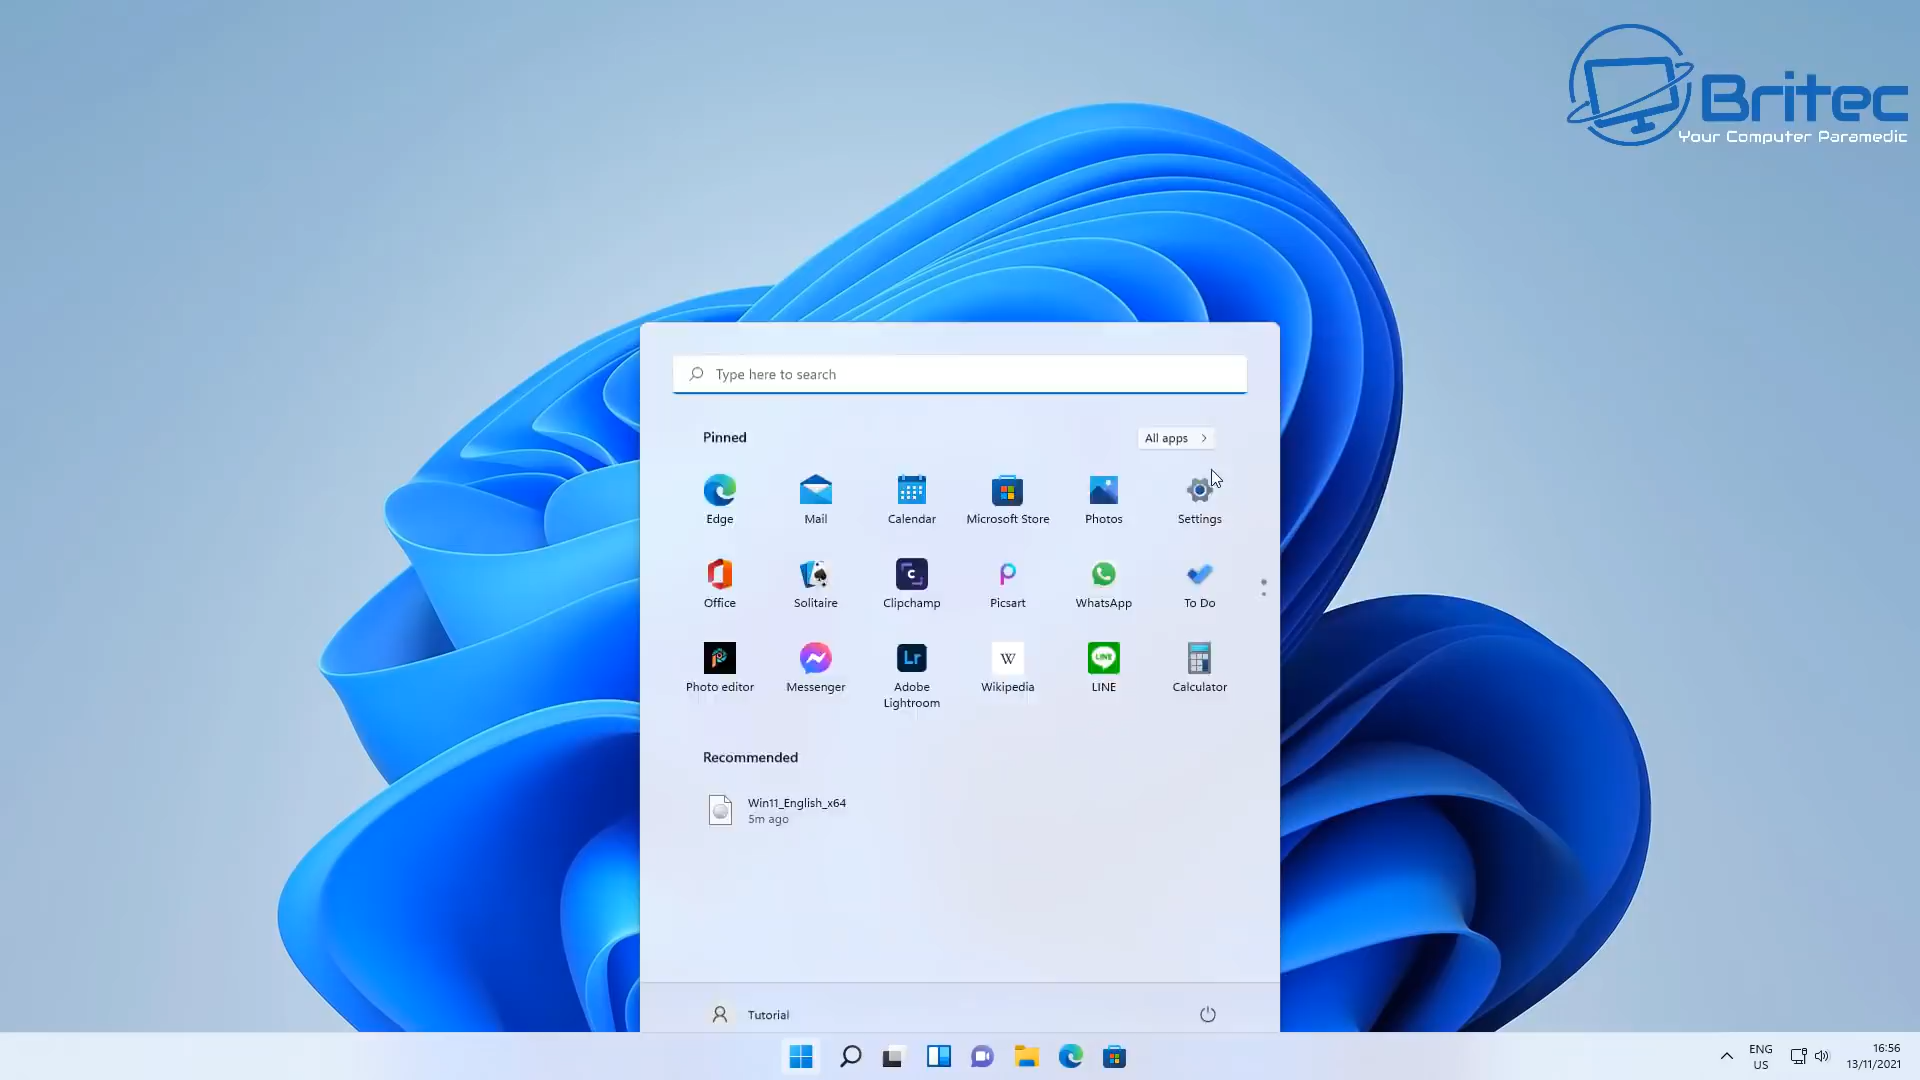 Britec
Your Computer Paramedic
Type here to search
Pinned
All apps
Edge
Mail
Calendar
Microsoft Store
Photos
Settings
Office
Solitaire
Clipchamp
Picsart
WhatsApp
To Do
Photo editor
Messenger
Lr
Adobe
Lightroom
W
Wikipedia
LINE
LINE
Calculator
Recommended
Win11_English_x64
5m ago
Tutorial
ENG
US
16:56
13/11/2021